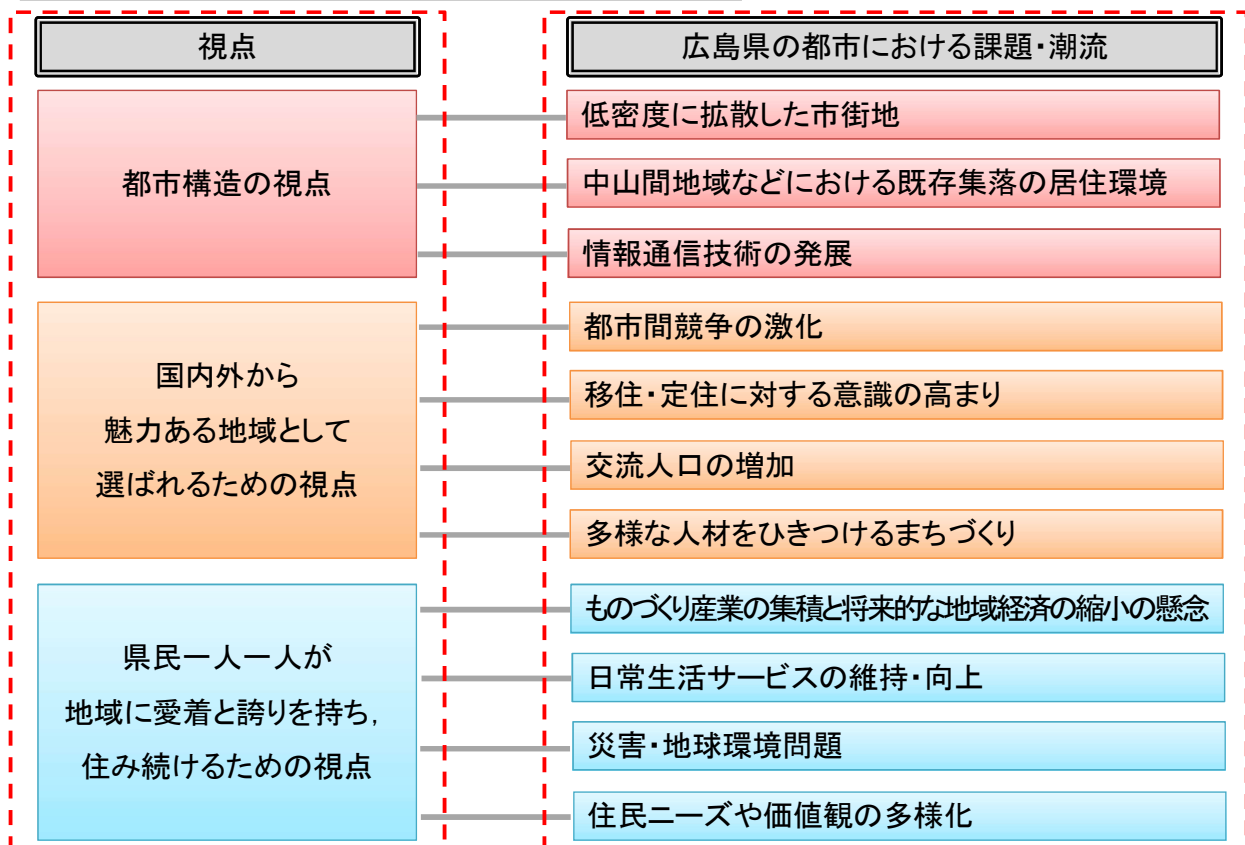 視点
広島県の都市における課題・潮流
都市構造の視点
低密度に拡散した市街地
中山間地域などにおける既存集落の居住環境
情報通信技術の発展
国内外から
魅力ある地域として
選ばれるための視点
都市間競争の激化
移住・定住に対する意識の高まり
交流人口の増加
多様な人材をひきつけるまちづくり
県民一人一人が
地域に愛着と誇りを持ち，
住み続けるための視点
ものづくり産業の集積と将来的な地域経済の縮小の懸念
日常生活サービスの維持・向上
災害・地球環境問題
住民ニーズや価値観の多様化